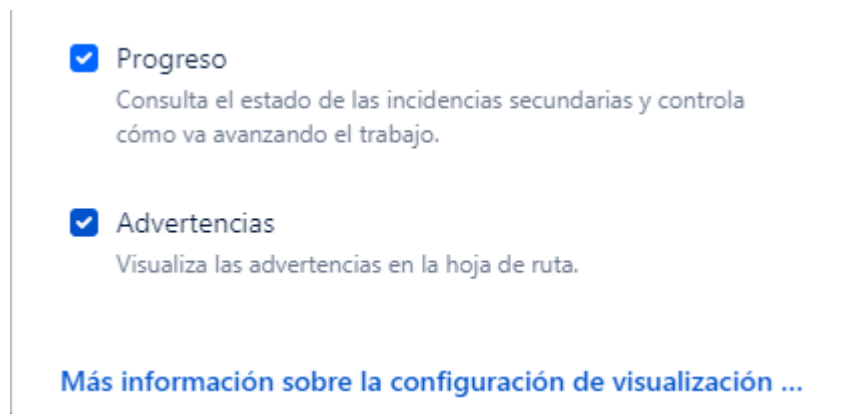 Progreso
Consulta el estado de las incidencias secundarias y controla
cómo va avanzando el trabajo.
Advertencias
Visualiza las advertencias en la hoja de ruta.
Más información sobre la configuración de visualización ...